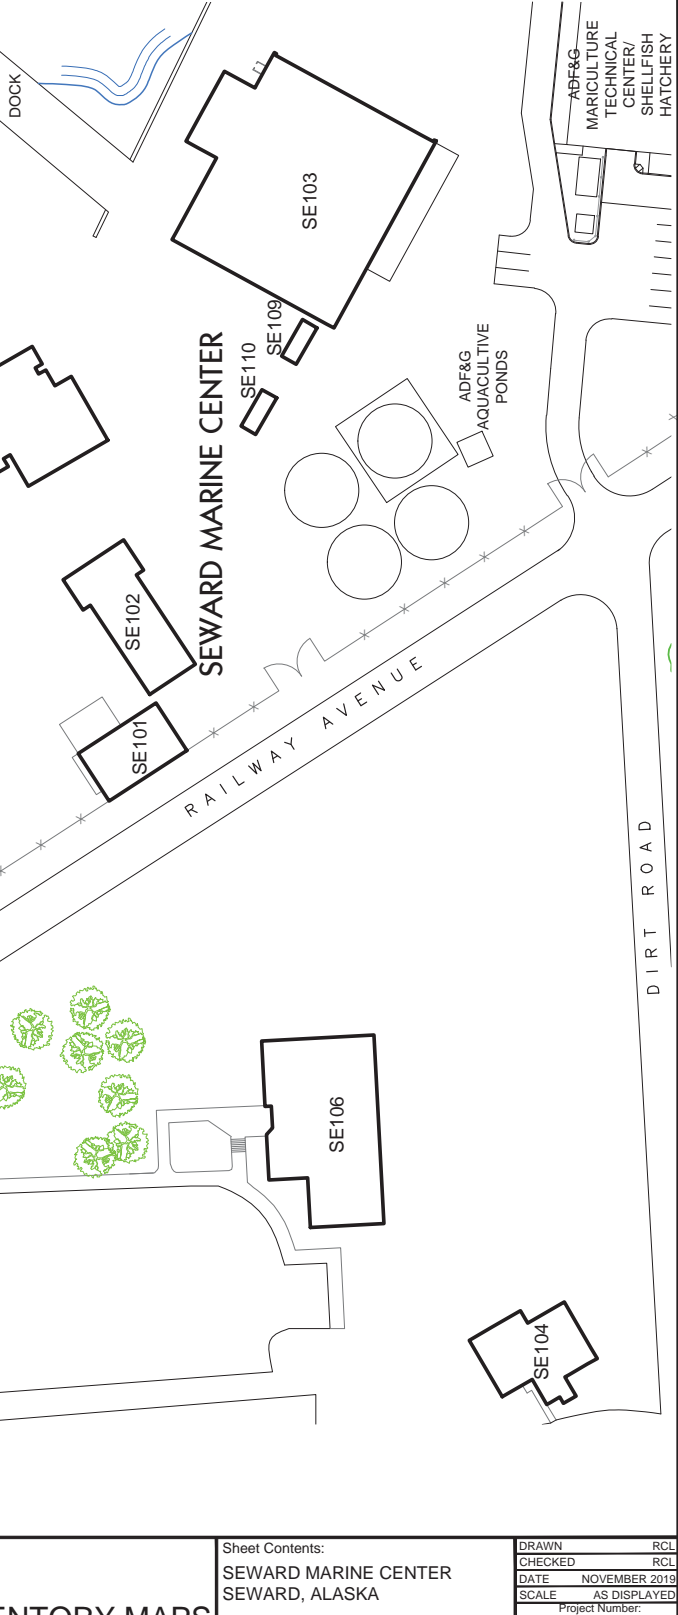 DOCK
ADF&G
MARICULTURE
TECHNICAL
CENTER/
SHELLFISH
HATCHERY
SE103
SE109
SE110
SEWARD MARINE CENTER
ADF&G
AQUACULTIVE
PONDS
SE102
SE101
RAILWAY AVENUE
DIRT ROAD
SE106
SE104
Sheet Contents:
SEWARD MARINE CENTER
SEWARD, ALASKA
DRAWN RCL
CHECKED RCL
DATE NOVEMBER 2019
SCALE AS DISPLAYED
Project Number:
ENTORY MAPS